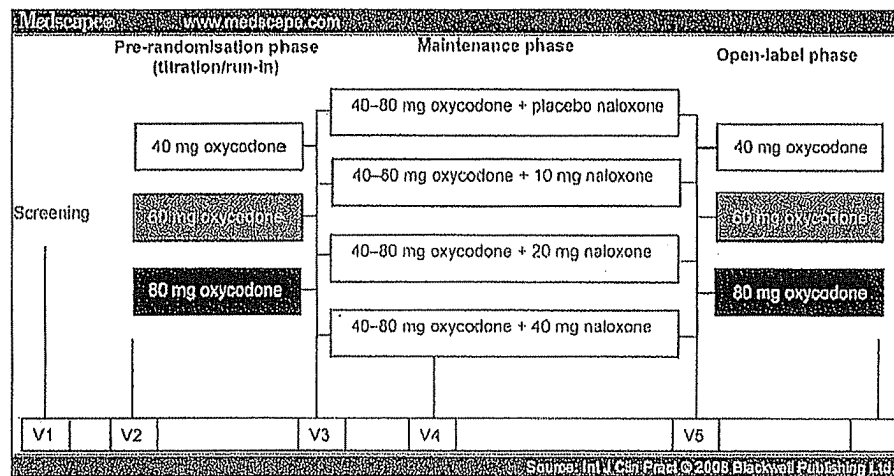 Medscape® www.medscape.com
Pre-randomisation phase
(titration/run-in)
Maintenance phase
Open-label phase
40–80 mg oxycodone + placebo naloxone
40 mg oxycodone
40 mg oxycodone
40–80 mg oxycodone + 10 mg naloxone
Screening
60 mg oxycodone
60 mg oxycodone
40–80 mg oxycodone + 20 mg naloxone
80 mg oxycodone
80 mg oxycodone
40–80 mg oxycodone + 40 mg naloxone
V1
V2
V3
V4
V5
Source: Int J Clin Pract © 2008 Blackwell Publishing